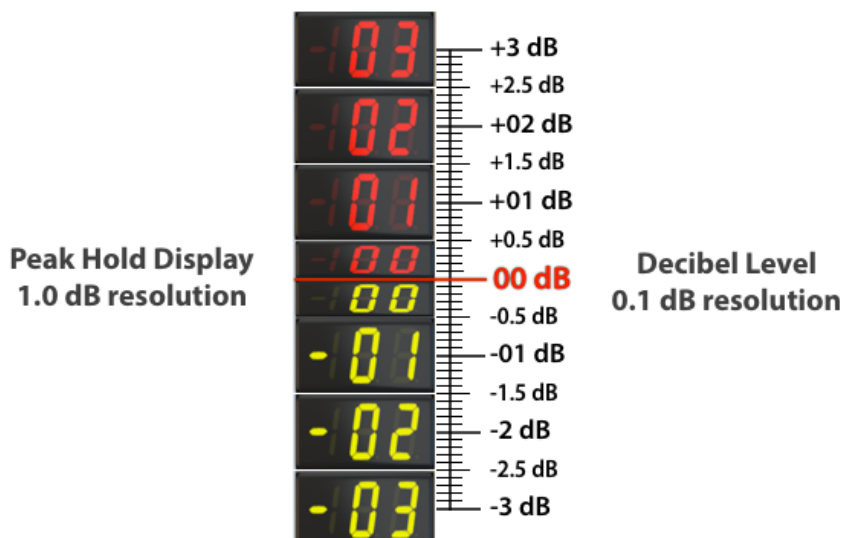 03
+3 dB
+2.5 dB
02
+02 dB
+1.5 dB
01
+01 dB
+0.5 dB
Peak Hold Display
1.0 dB resolution
00
00 dB
00
Decibel Level
0.1 dB resolution
-0.5 dB
-01
-01 dB
-1.5 dB
-02
-2 dB
-2.5 dB
-03
-3 dB